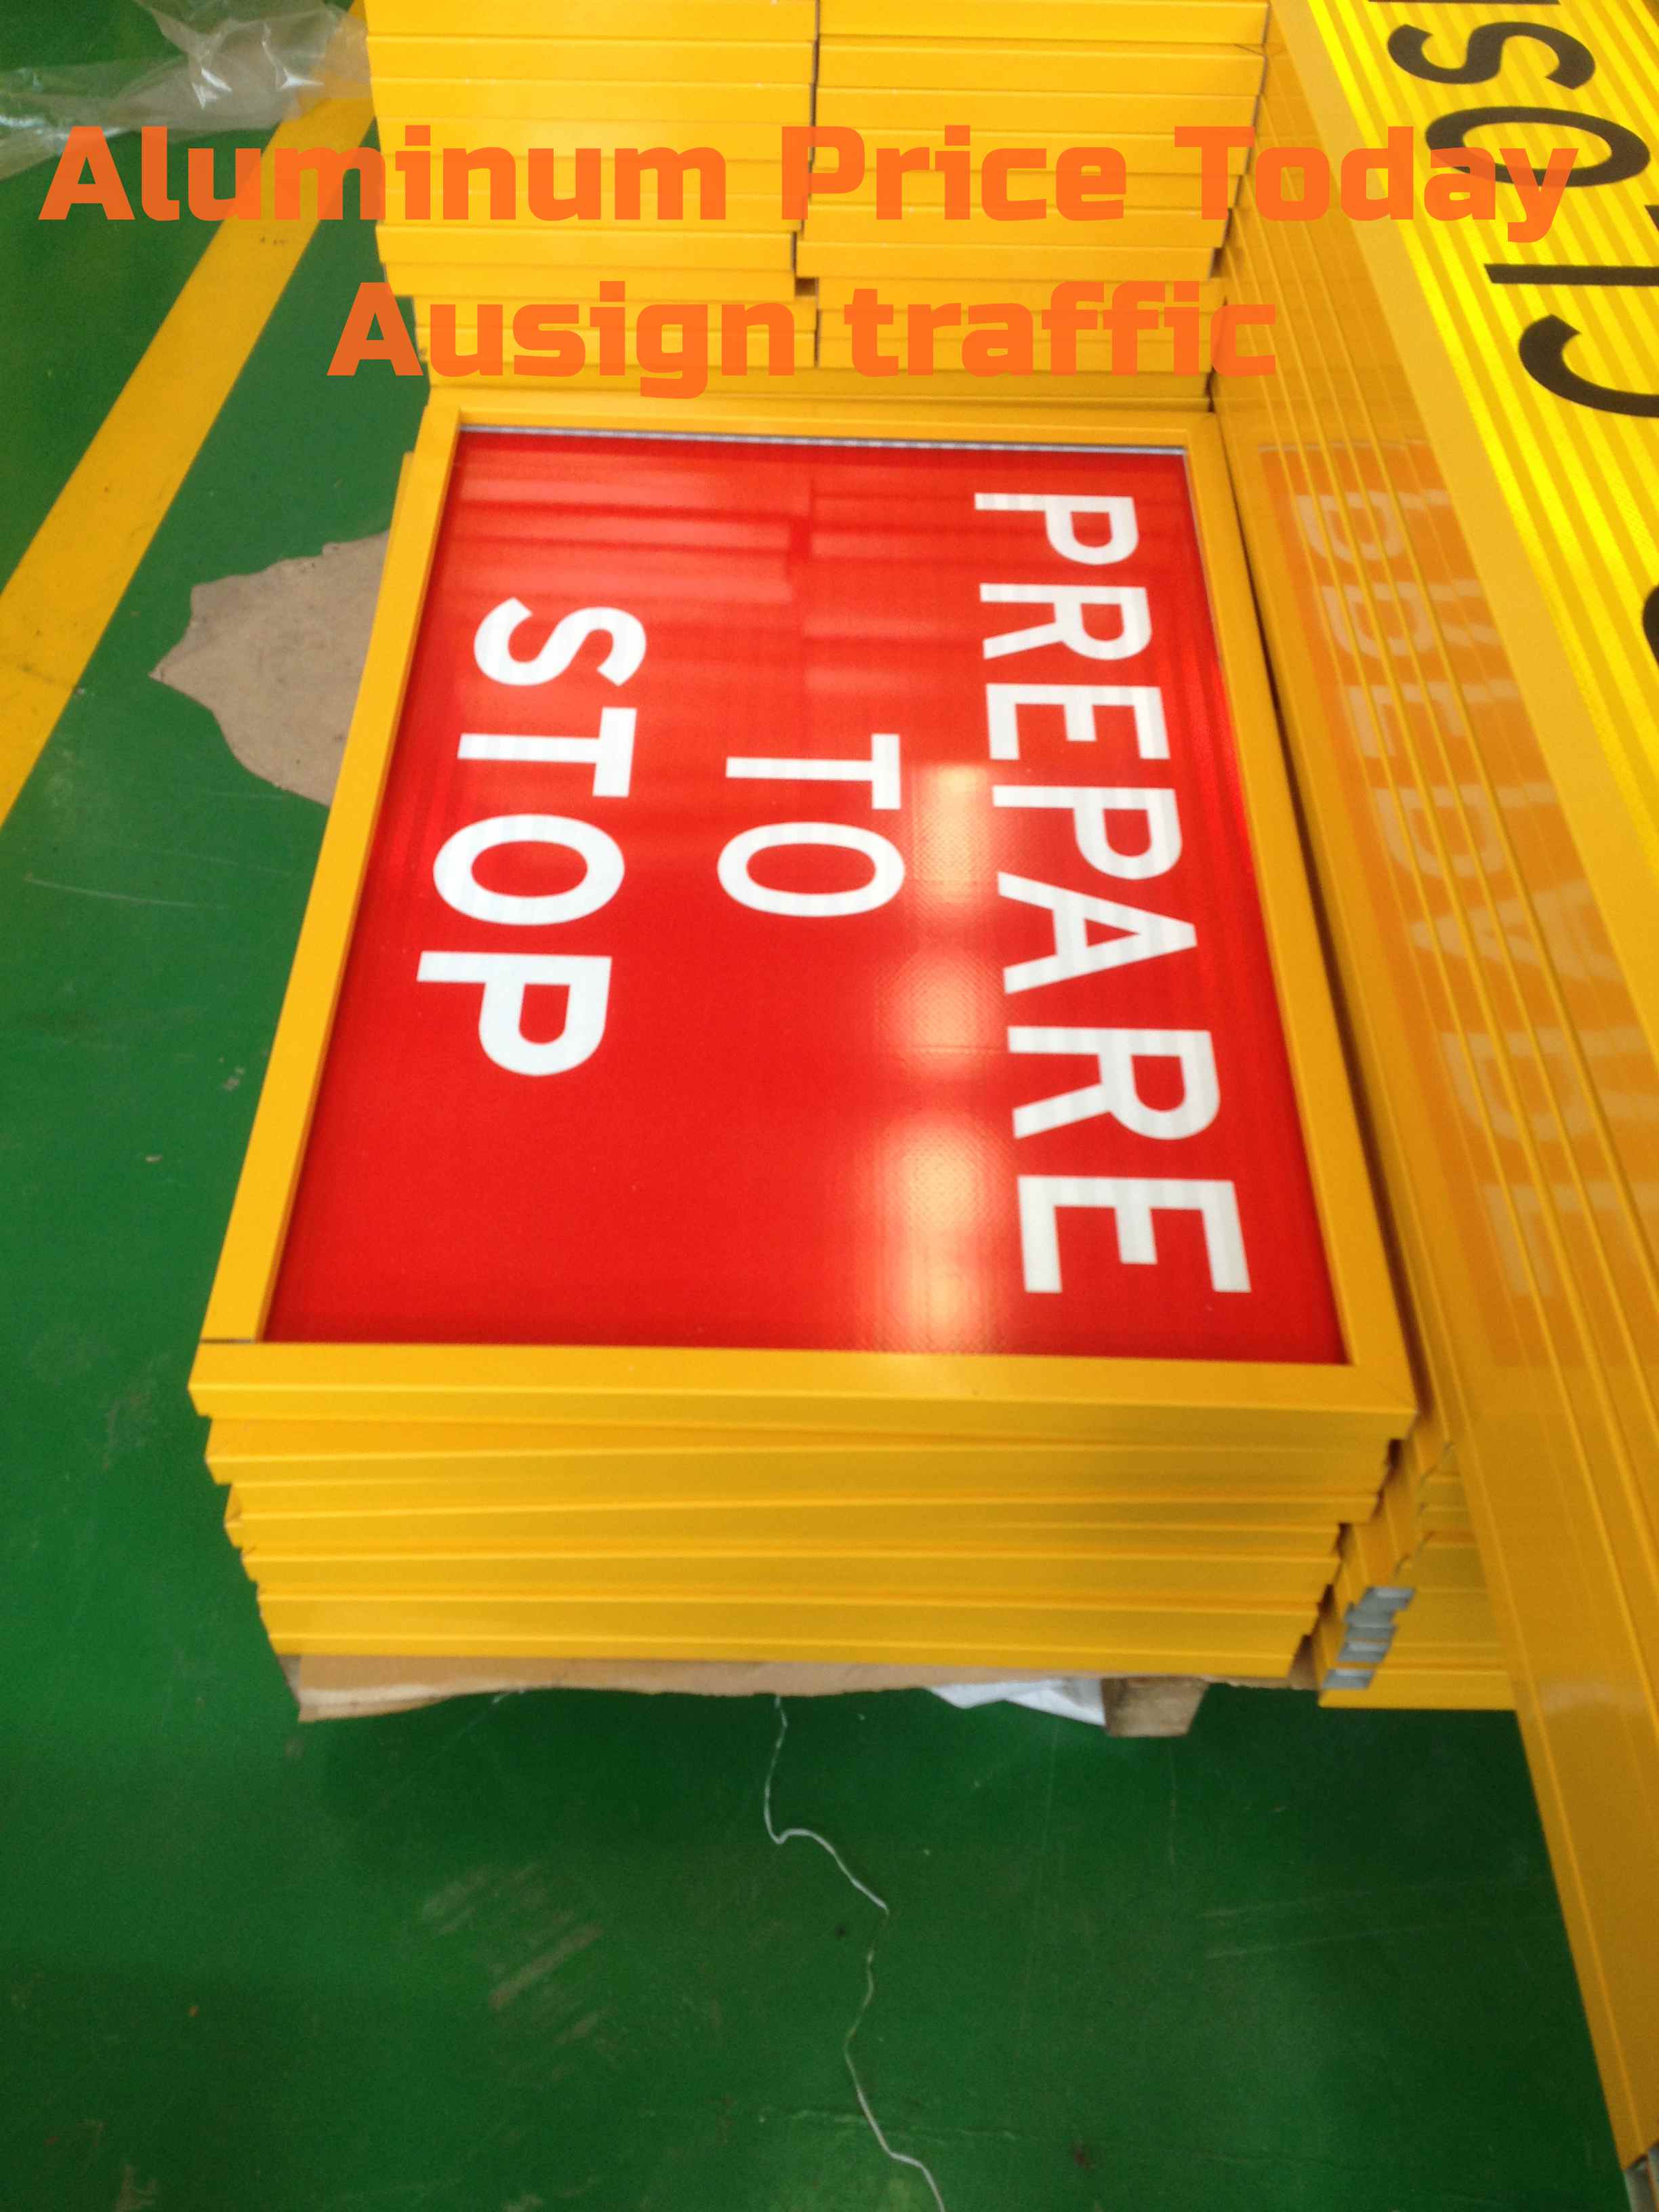 Aluminum Price Today
Ausign traffic
PREPARE
TO
STOP